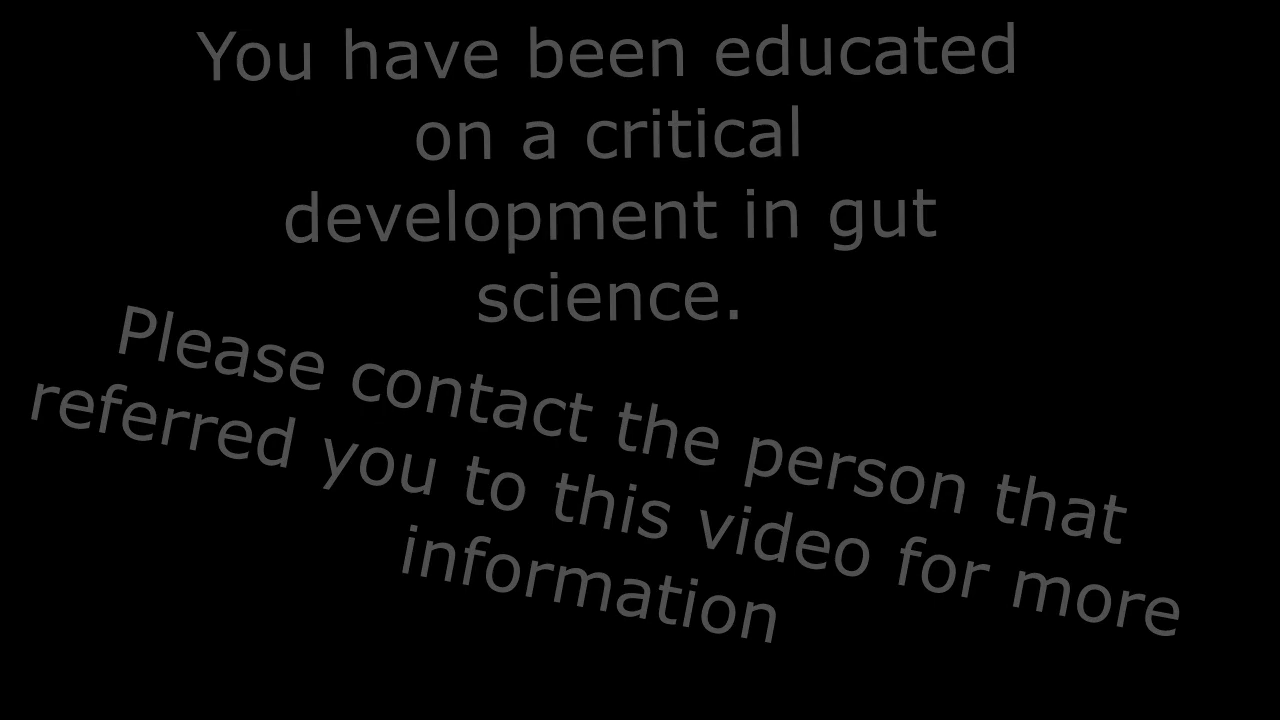 You have been educated
on a critical
development in gut
science.
Please contact the person that
referred you to this video for more
information